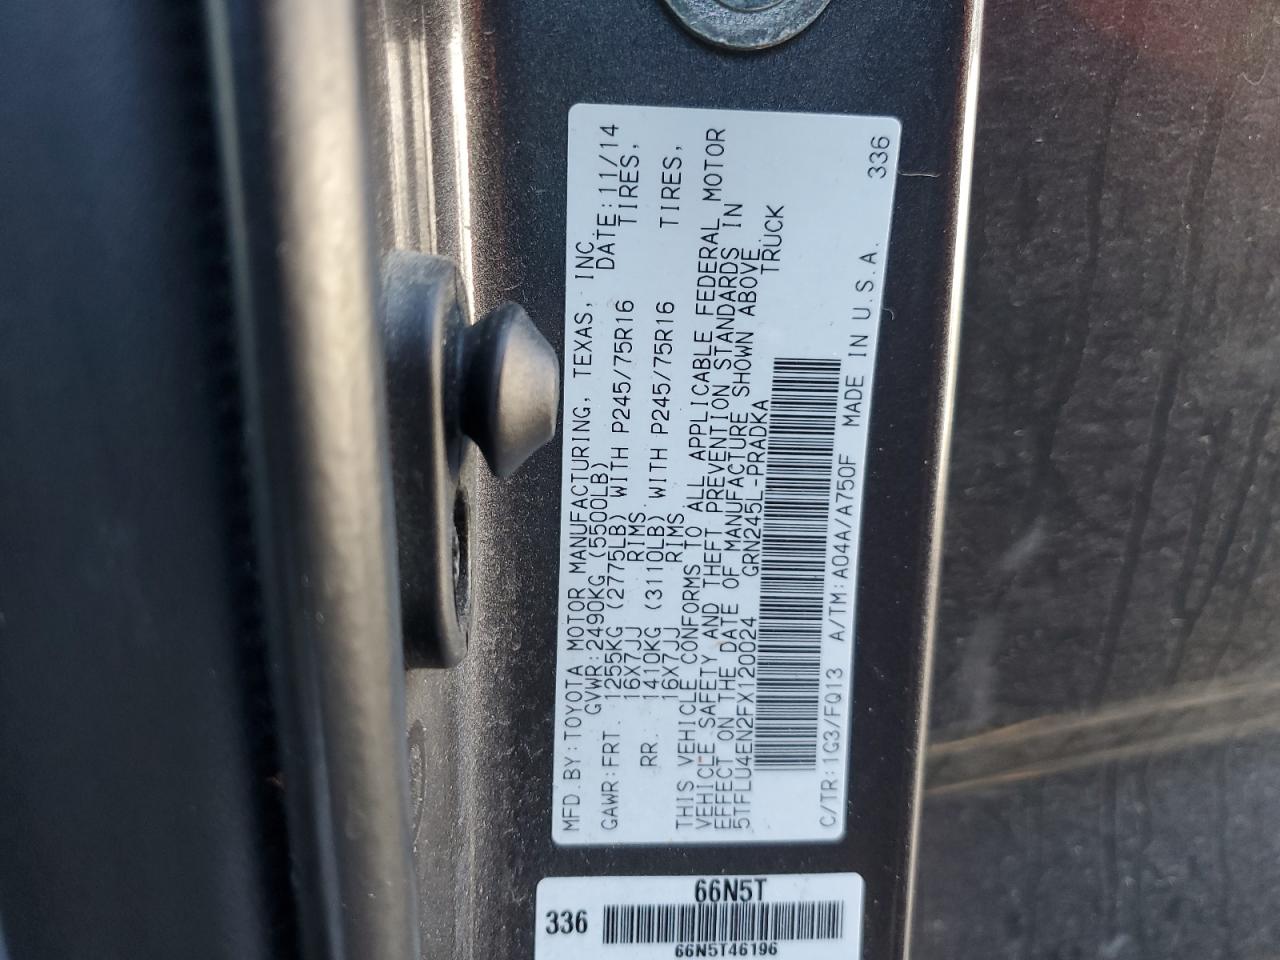 MFD.BY:TOYOTA MOTOR MANUFACTURING, TEXAS, INC.
GVWR:2490KG (5500LB) DATE:11/14
GAWR:FRT. 1255KG (2775LB) WITH P245/75R16 TIRES,
16X7JJ RIMS
RR. 1410KG (3110LB) WITH P245/75R16 TIRES,
16X7JJ RIMS
THIS VEHICLE CONFORMS TO ALL APPLICABLE FEDERAL MOTOR
VEHICLE SAFETY AND THEFT PREVENTION STANDARDS IN
EFFECT ON THE DATE OF MANUFACTURE SHOWN ABOVE.
5TFLU4EN2FX120024 GRN245L-PRADKA TRUCK
C/TR:1G3/FQ13 A/TM:A04A/A750F MADE IN U.S.A. 336
66N5T
336
66N5T46196